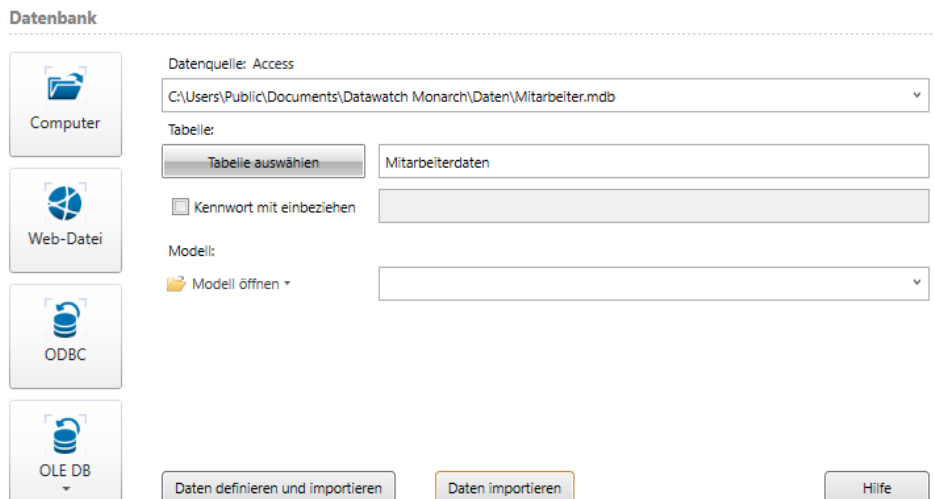 Datenbank
Computer
Web-Datei
ODBC
OLE DB
Datenquelle: Access
C:\Users\Public\Documents\Datawatch Monarch\Daten\Mitarbeiter.mdb
Tabelle:
Tabelle auswählen Mitarbeiterdaten
Kennwort mit einbeziehen
Modell:
Modell öffnen
Daten definieren und importieren Daten importieren Hilfe